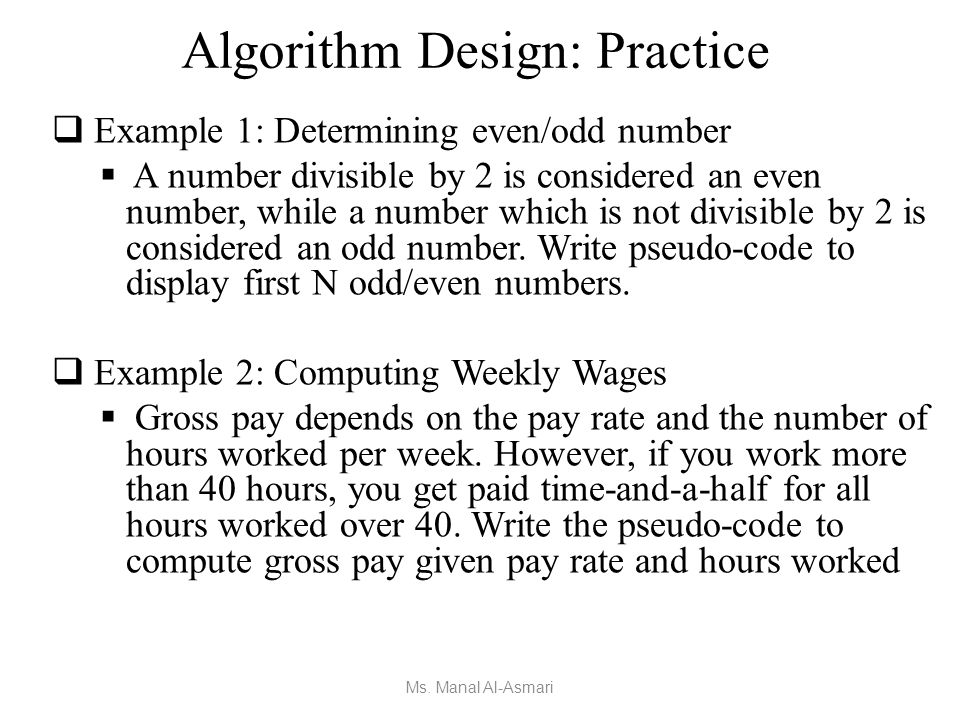 Algorithm Design: Practice
❑ Example 1: Determining even/odd number
▪ A number divisible by 2 is considered an even
number, while a number which is not divisible by 2 is
considered an odd number. Write pseudo-code to
display first N odd/even numbers.
❑ Example 2: Computing Weekly Wages
▪ Gross pay depends on the pay rate and the number of
hours worked per week. However, if you work more
than 40 hours, you get paid time-and-a-half for all
hours worked over 40. Write the pseudo-code to
compute gross pay given pay rate and hours worked
Ms. Manal Al-Asmari